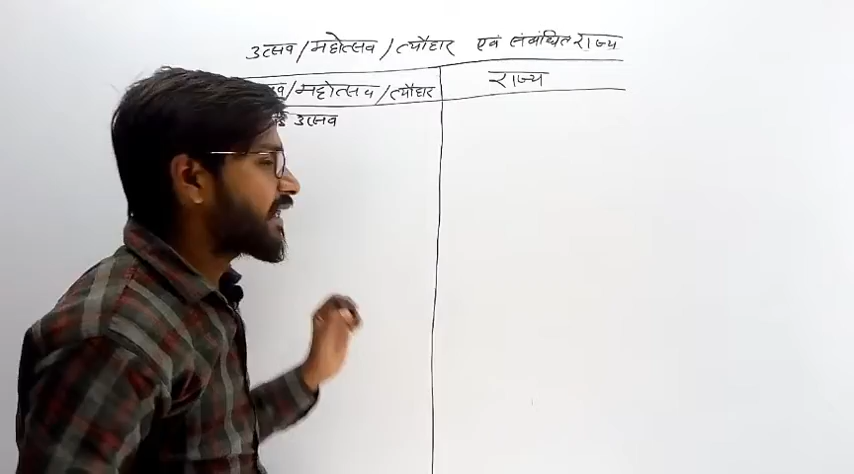 उत्सव/महोत्सव/त्यौहार एवं संबंधित राज्य
महोत्सव/त्यौहार राज्य
उत्सव